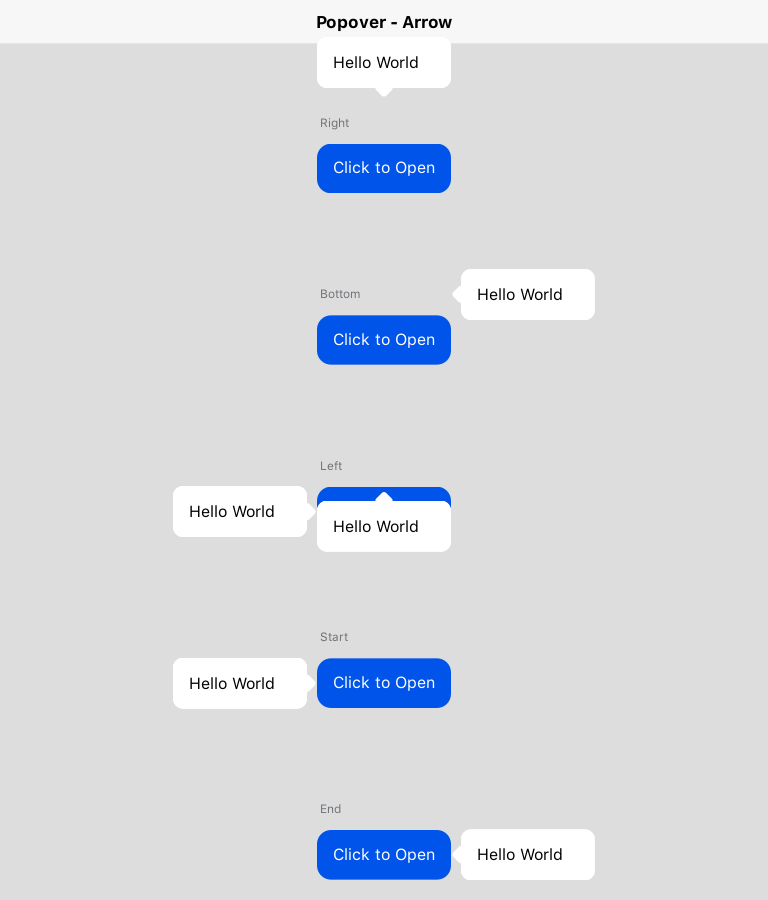 Popover - Arrow
Hello World
Right
Click to Open
Bottom
Hello World
Click to Open
Left
Hello World
Hello World
Start
Hello World
Click to Open
End
Click to Open
Hello World